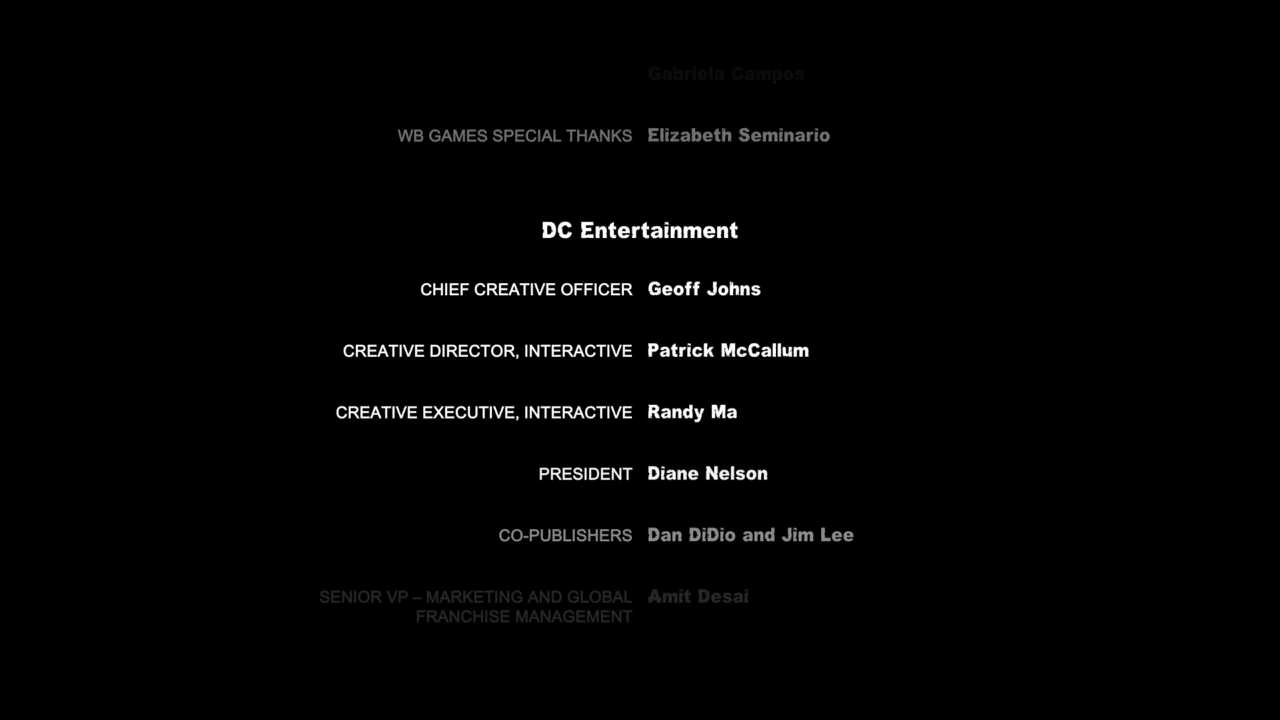 Gabriela Campos
WB GAMES SPECIAL THANKS Elizabeth Seminario
DC Entertainment
CHIEF CREATIVE OFFICER Geoff Johns
CREATIVE DIRECTOR, INTERACTIVE Patrick McCallum
CREATIVE EXECUTIVE, INTERACTIVE Randy Ma
PRESIDENT Diane Nelson
CO-PUBLISHERS Dan DiDio and Jim Lee
SENIOR VP – MARKETING AND GLOBAL Amit Desai
FRANCHISE MANAGEMENT